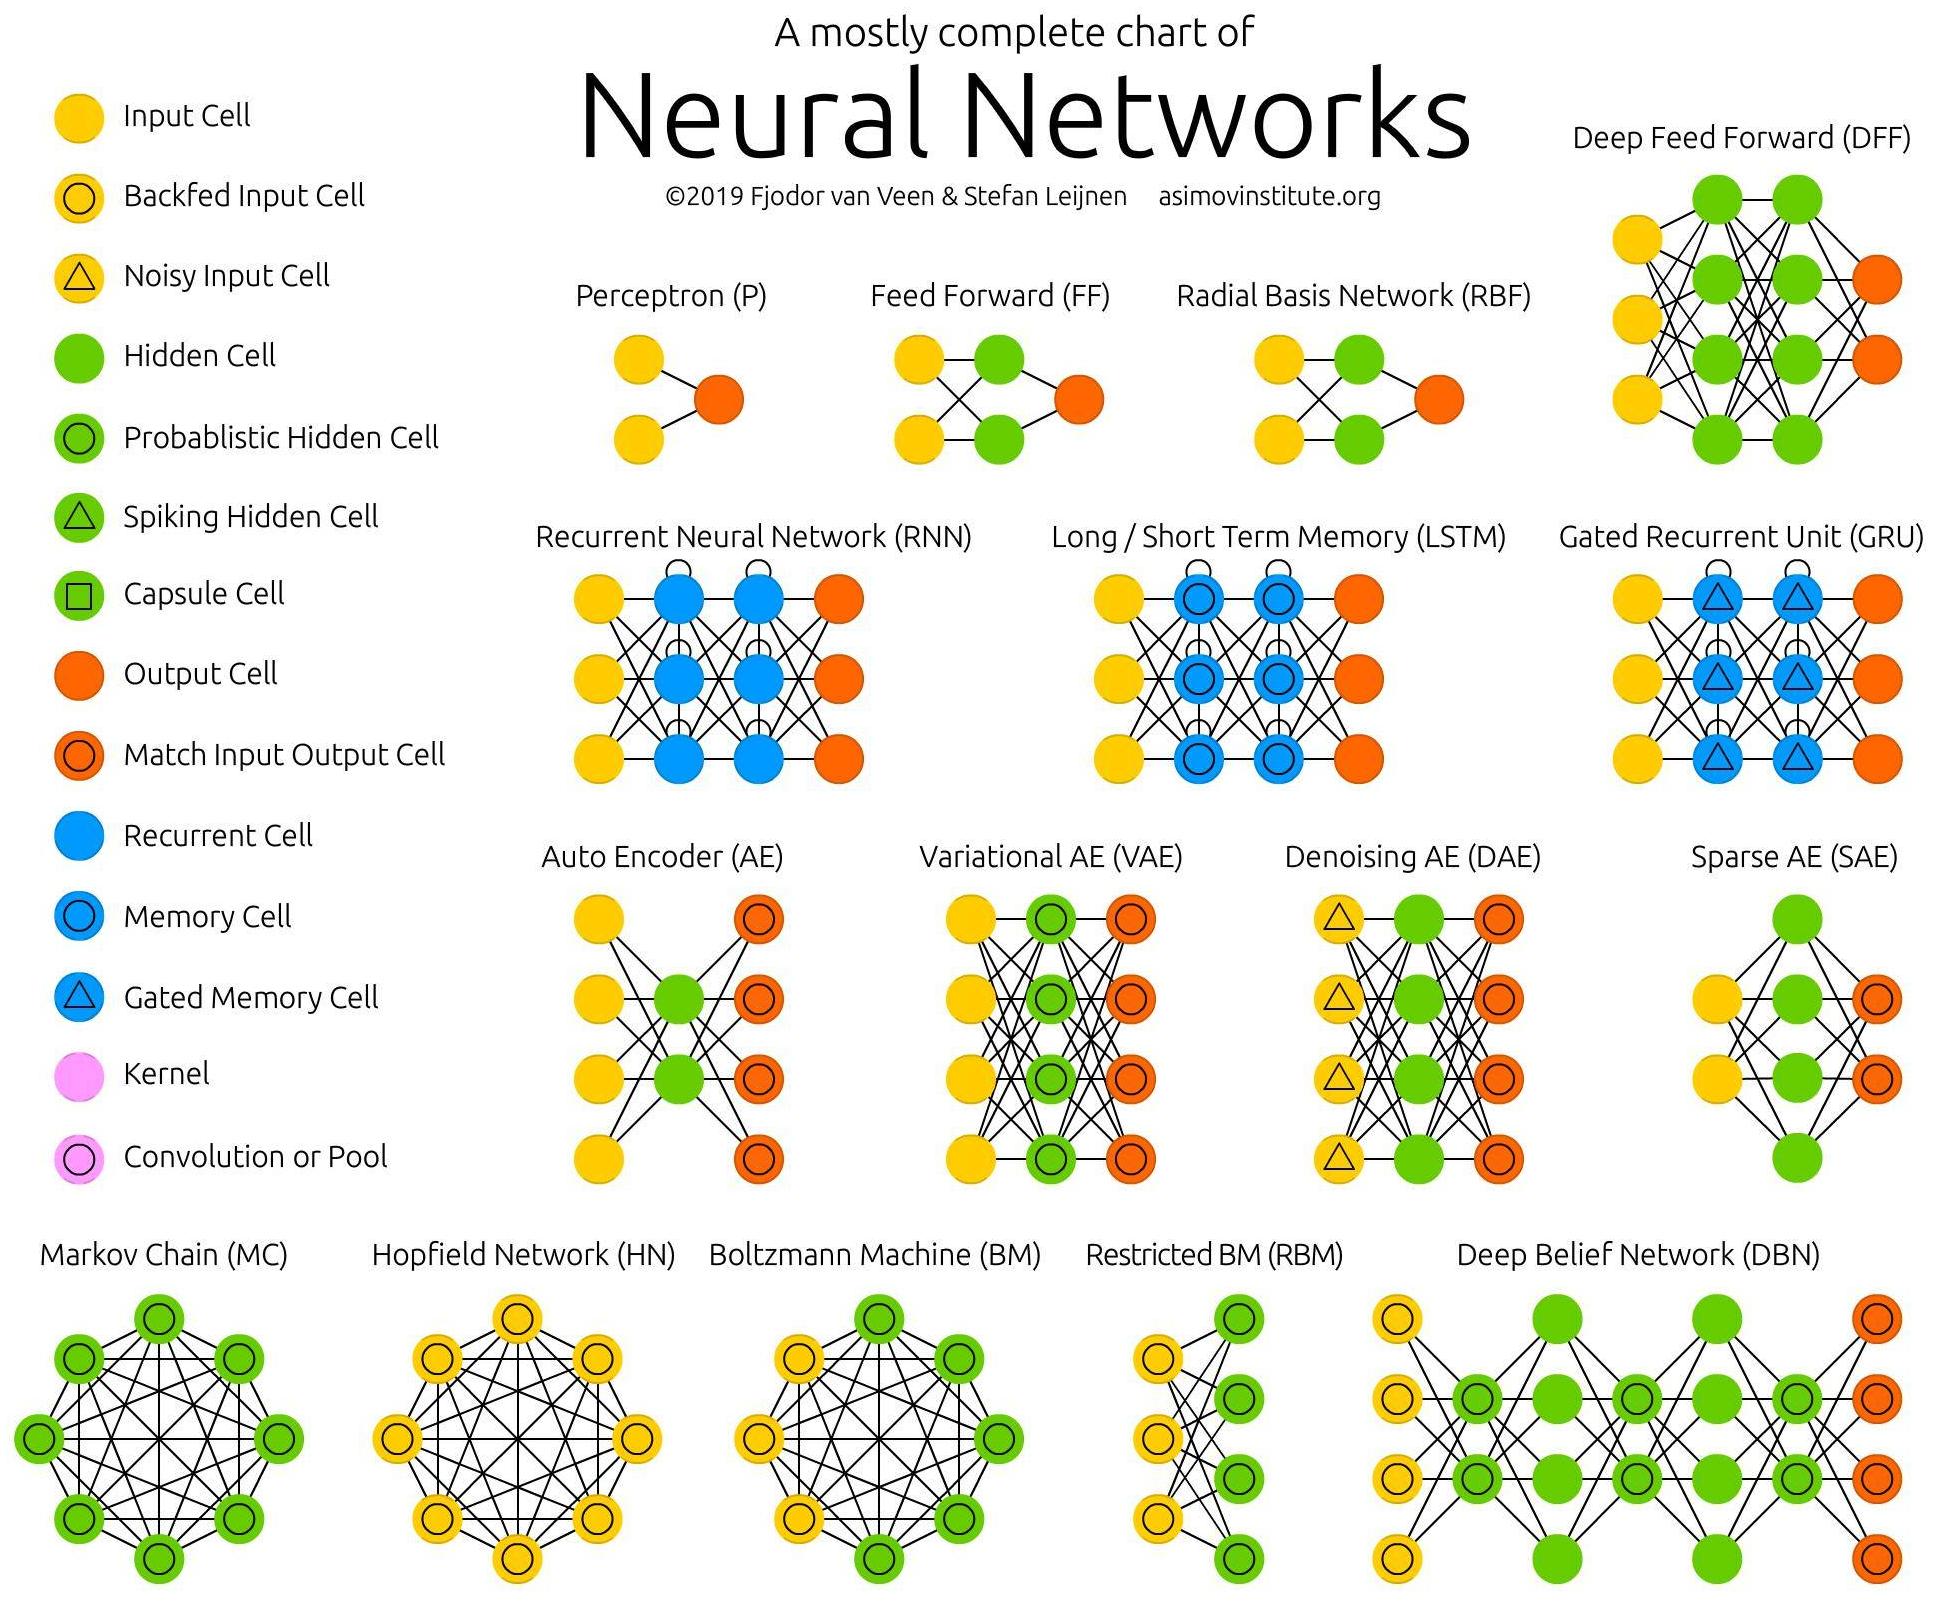 A mostly complete chart of
Neural Networks
©2019 Fjodor van Veen & Stefan Leijnen asimovinstitute.org
Input Cell
Backfed Input Cell
Noisy Input Cell
Hidden Cell
Probablistic Hidden Cell
Spiking Hidden Cell
Capsule Cell
Output Cell
Match Input Output Cell
Recurrent Cell
Memory Cell
Gated Memory Cell
Kernel
Convolution or Pool
Deep Feed Forward (DFF)
Perceptron (P)
Feed Forward (FF)
Radial Basis Network (RBF)
Recurrent Neural Network (RNN)
Long / Short Term Memory (LSTM)
Gated Recurrent Unit (GRU)
Auto Encoder (AE)
Variational AE (VAE)
Denoising AE (DAE)
Sparse AE (SAE)
Markov Chain (MC)
Hopfield Network (HN)
Boltzmann Machine (BM)
Restricted BM (RBM)
Deep Belief Network (DBN)